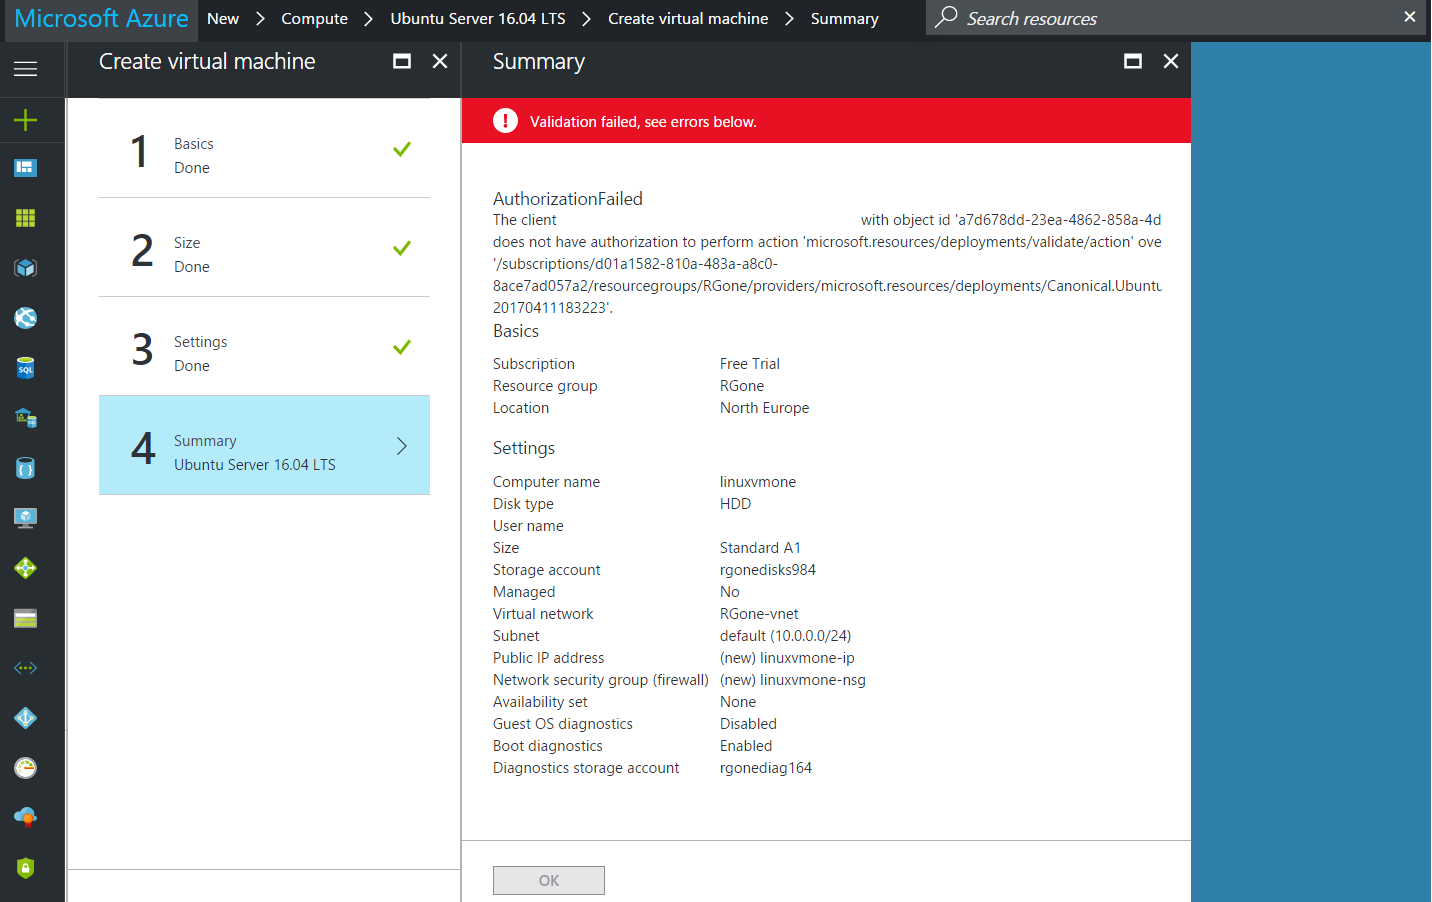 Microsoft Azure New > Compute > Ubuntu Server 16.04 LTS > Create virtual machine > Summary
Search resources
Create virtual machine
1 Basics
Done
2 Size
Done
3 Settings
Done
4 Summary
Ubuntu Server 16.04 LTS
Summary
Validation failed, see errors below.
AuthorizationFailed
The client with object id 'a7d678dd-23ea-4862-858a-4d
does not have authorization to perform action 'microsoft.resources/deployments/validate/action' ove
'/subscriptions/d01a1582-810a-483a-a8c0-
8ace7ad057a2/resourcegroups/RGone/providers/microsoft.resources/deployments/Canonical.Ubuntu
20170411183223'.
Basics
Subscription Free Trial
Resource group RGone
Location North Europe
Settings
Computer name linuxvmone
Disk type HDD
User name
Size Standard A1
Storage account rgonedisks984
Managed No
Virtual network RGone-vnet
Subnet default (10.0.0.0/24)
Public IP address (new) linuxvmone-ip
Network security group (firewall) (new) linuxvmone-nsg
Availability set None
Guest OS diagnostics Disabled
Boot diagnostics Enabled
Diagnostics storage account rgonediag164
OK